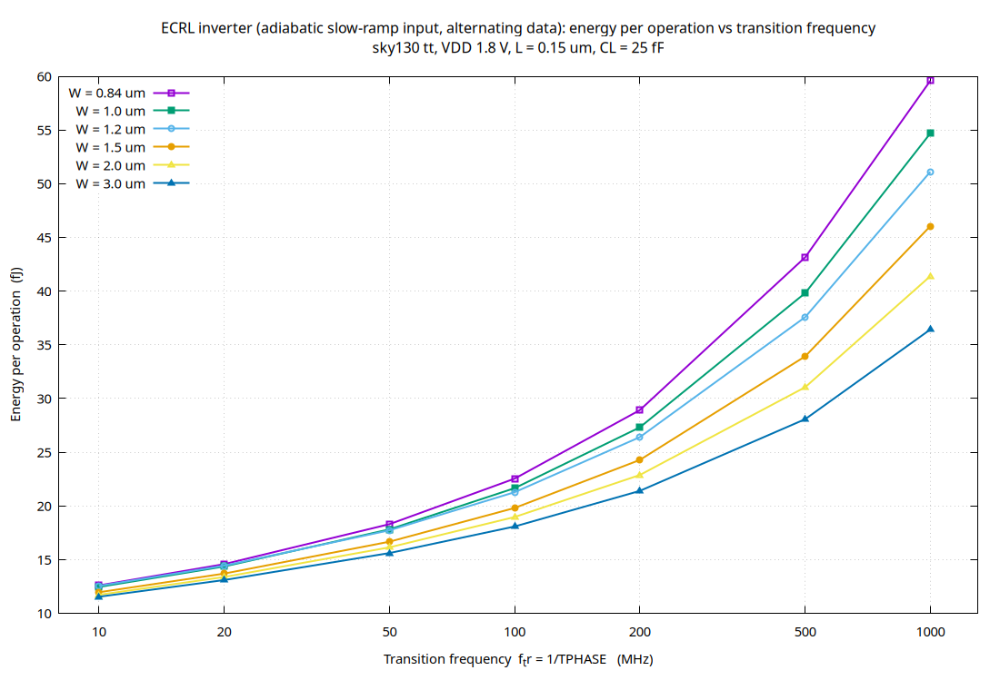 ECRL inverter (adiabatic slow-ramp input, alternating data): energy per operation vs transition frequency
sky130 tt, VDD 1.8 V, L = 0.15 um, CL = 25 fF
Energy per operation (fJ)
60
55
50
45
40
35
30
25
20
15
10
W = 0.84 um
W = 1.0 um
W = 1.2 um
W = 1.5 um
W = 2.0 um
W = 3.0 um
10 20 50 100 200 500 1000
Transition frequency f_tr = 1/TPHASE (MHz)